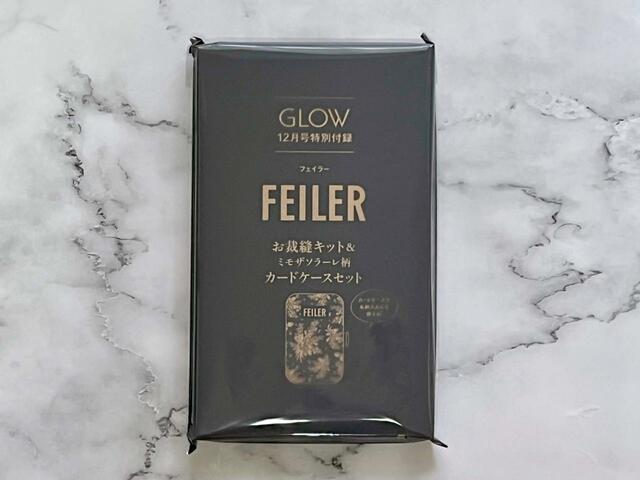 GLOW
12月号特別付録
フェイラー
FEILER
お裁縫キット&
ミモザソラーレ柄
カードケースセット
FEILER